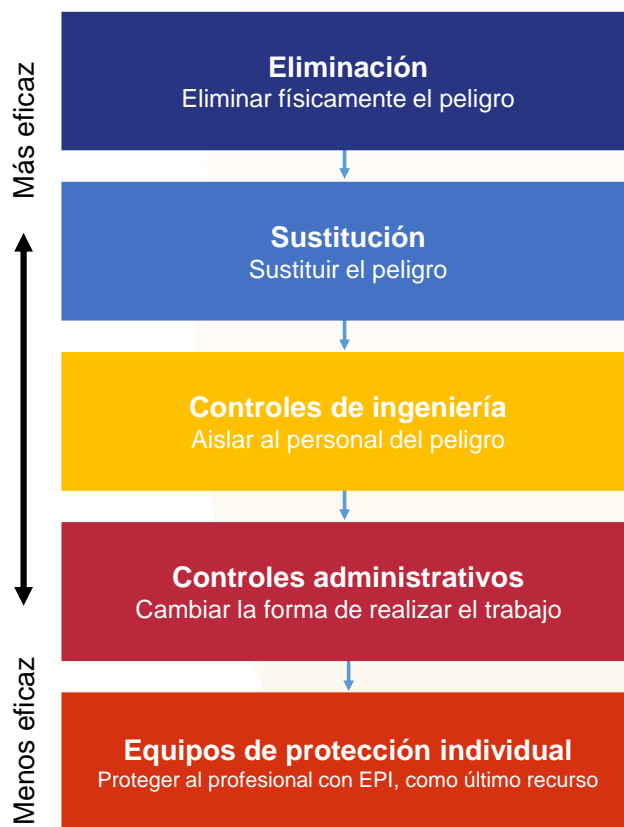 Más eficaz
Eliminación
Eliminar físicamente el peligro
Sustitución
Sustituir el peligro
Controles de ingeniería
Aislar al personal del peligro
Controles administrativos
Cambiar la forma de realizar el trabajo
Menos eficaz
Equipos de protección individual
Proteger al profesional con EPI, como último recurso